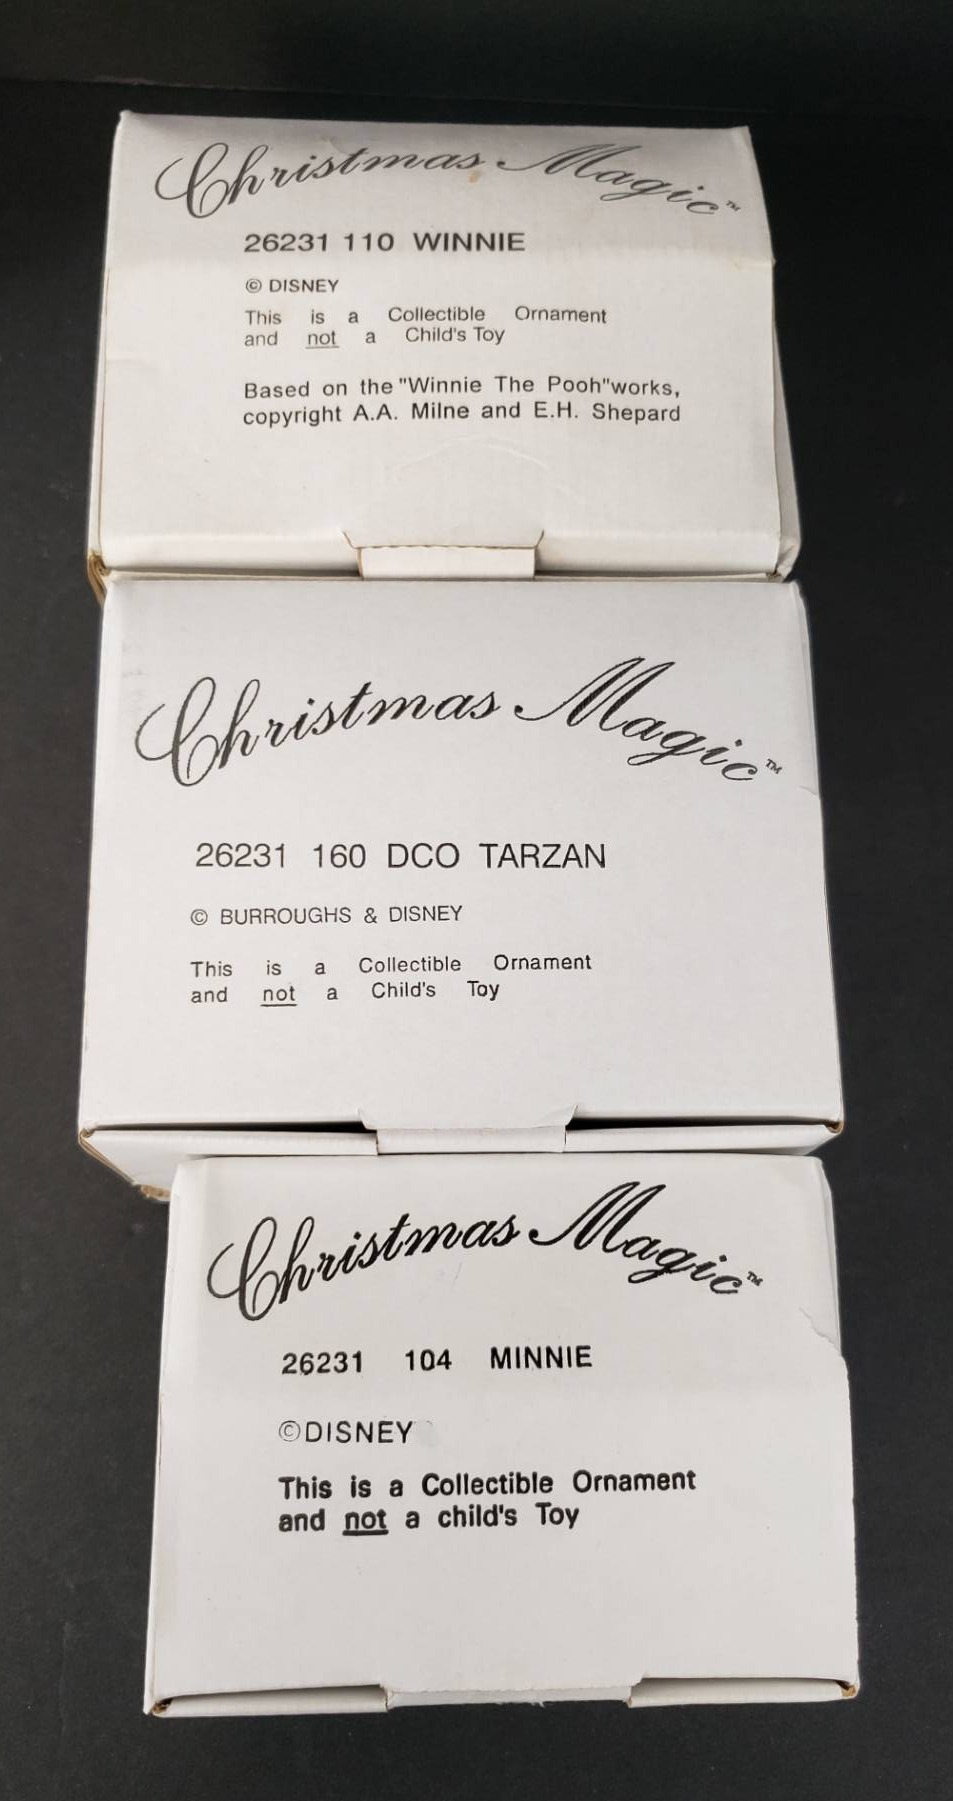 Christmas Magic™
26231 110 WINNIE
© DISNEY
This is a Collectible Ornament
and not a Child's Toy
Based on the "Winnie The Pooh"works,
copyright A.A. Milne and E.H. Shepard
Christmas Magic™
26231 160 DCO TARZAN
© BURROUGHS & DISNEY
This is a Collectible Ornament
and not a Child's Toy
Christmas Magic™
26231 104 MINNIE
©DISNEY
This is a Collectible Ornament
and not a child's Toy